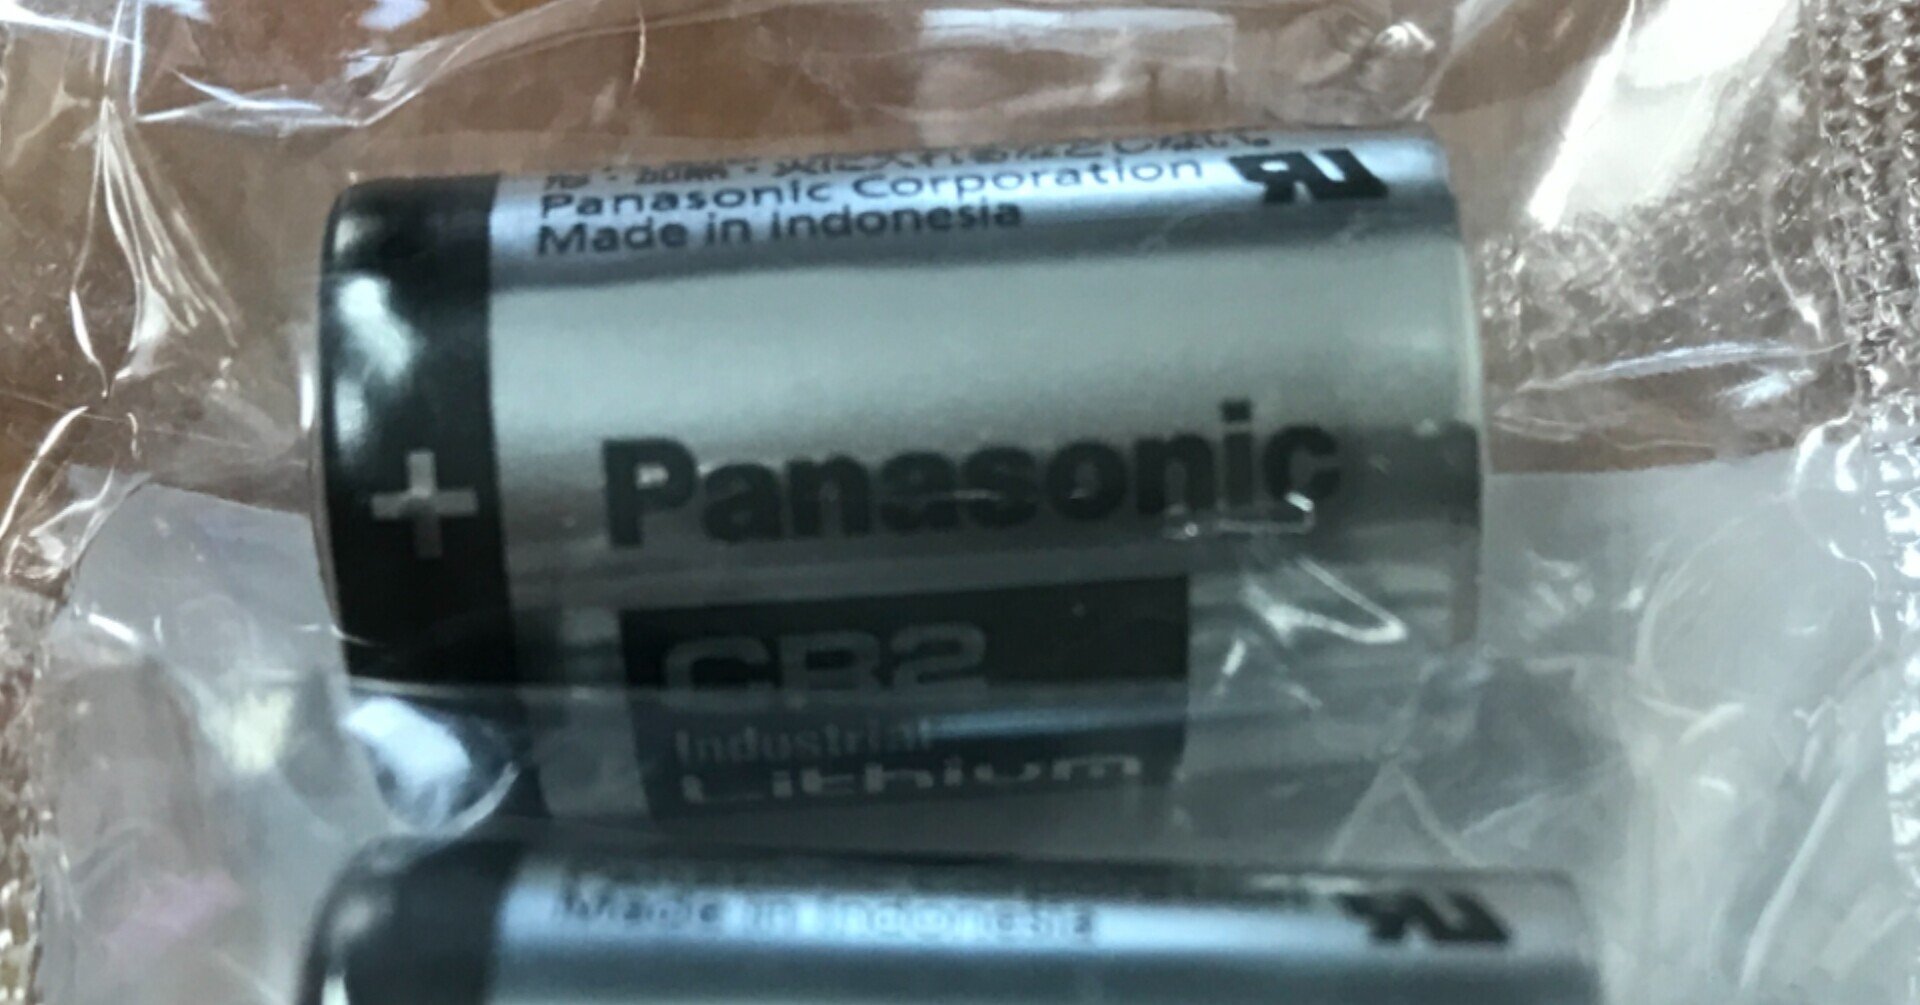 Panasonic Corporation
Made in Indonesia
+
Panasonic
CR2
Industrial
Lithium
Made in Indonesia